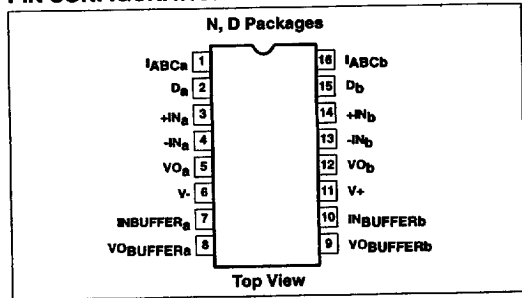 N, D Packages
IABCa 1 16 IABCb
Da 2 15 Db
+INa 3 14 +INb
-INa 4 13 -INb
VOa 5 12 VOb
V- 6 11 V+
INBUFFERa 7 10 INBUFFERb
VOBUFFERa 8 9 VOBUFFERb
Top View